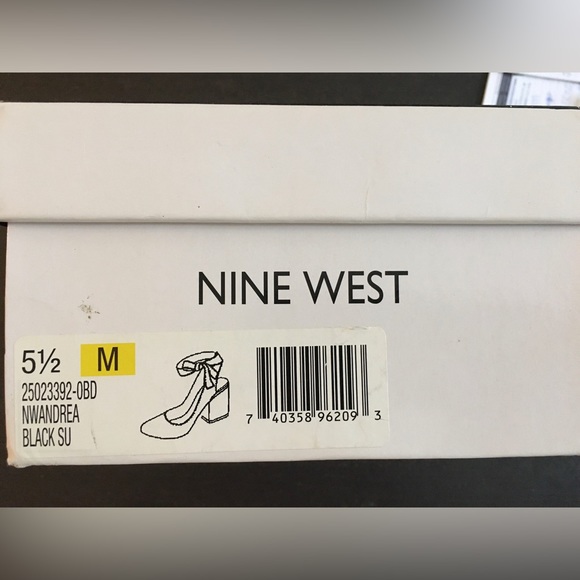 NINE WEST
5½ M
25023392-0BD
NWANDREA
BLACK SU
7 40358 96209 3